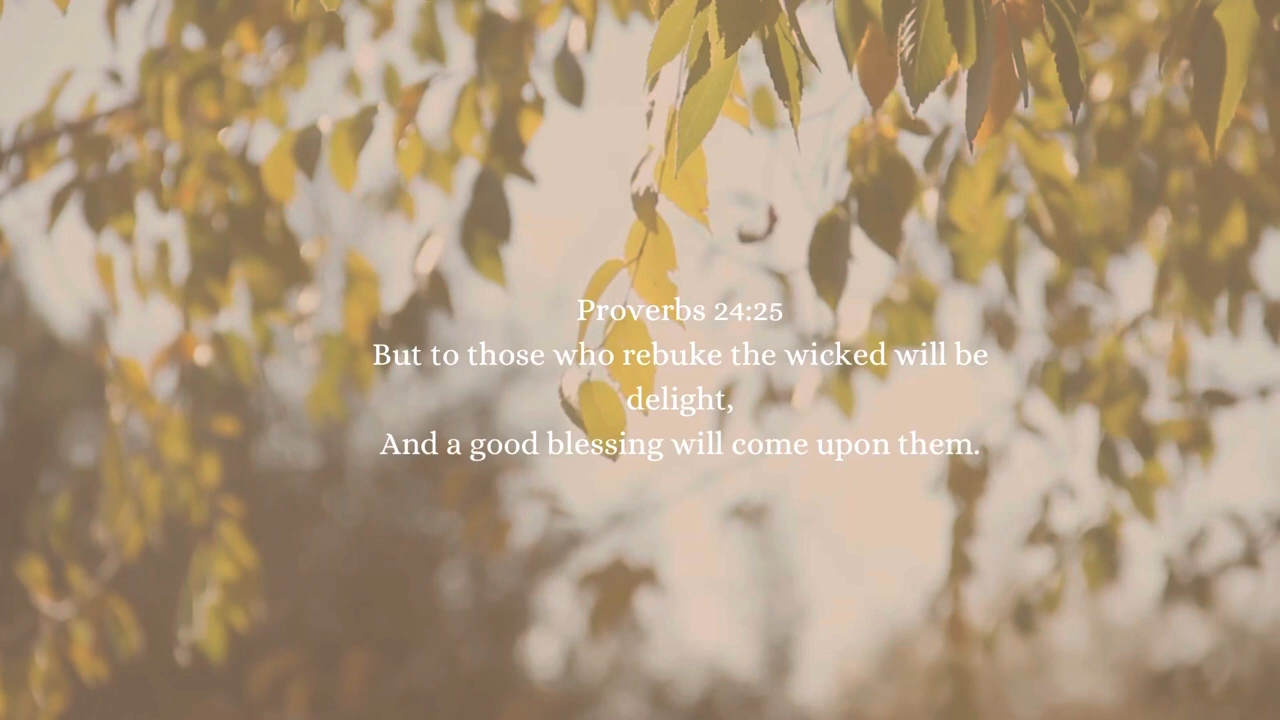 Proverbs 24:25
But to those who rebuke the wicked will be
delight,
And a good blessing will come upon them.